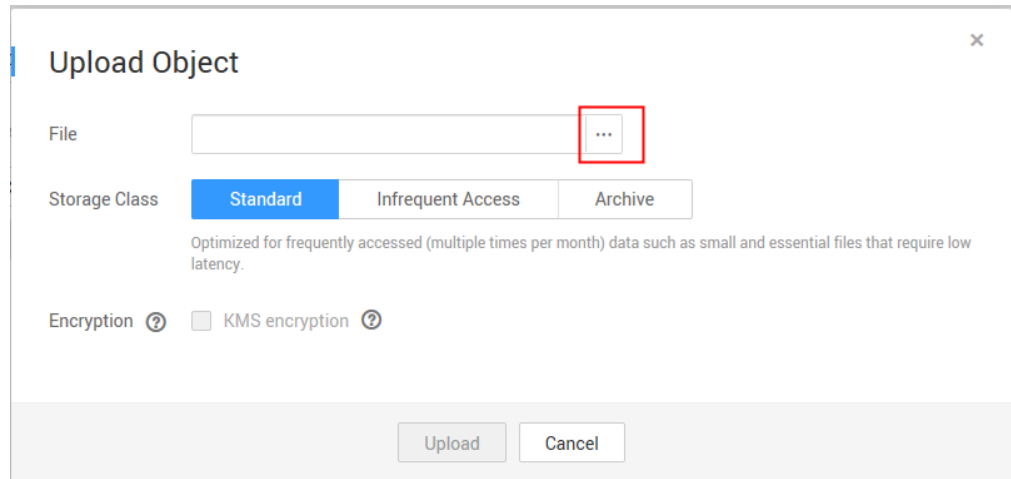 Upload Object
×
File
...
Storage Class Standard Infrequent Access Archive
Optimized for frequently accessed (multiple times per month) data such as small and essential files that require low
latency.
Encryption ? KMS encryption ?
Upload Cancel